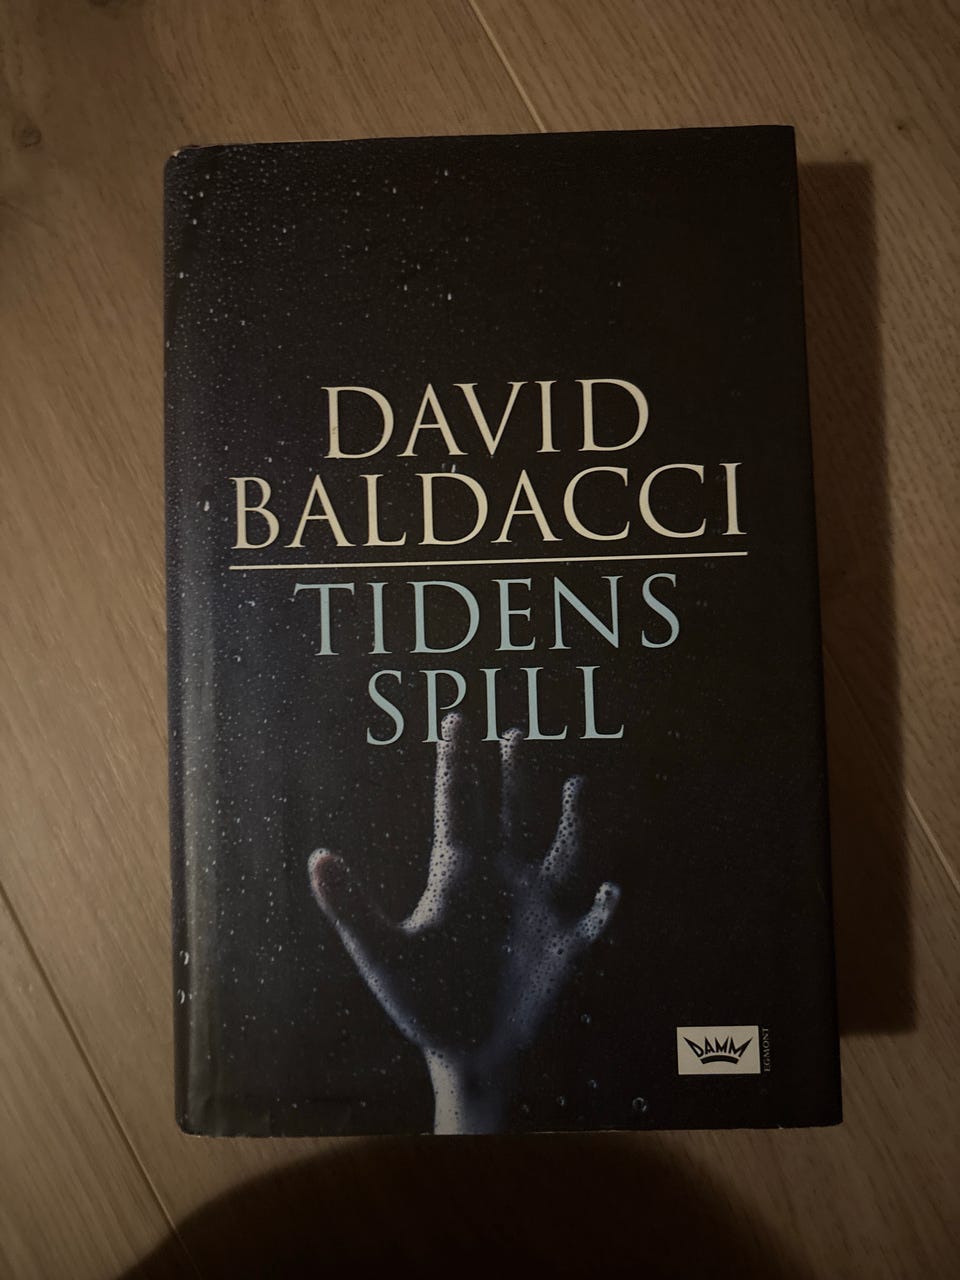 DAVID
BALDACCI
TIDENS
SPILL
DAMM
EGMONT